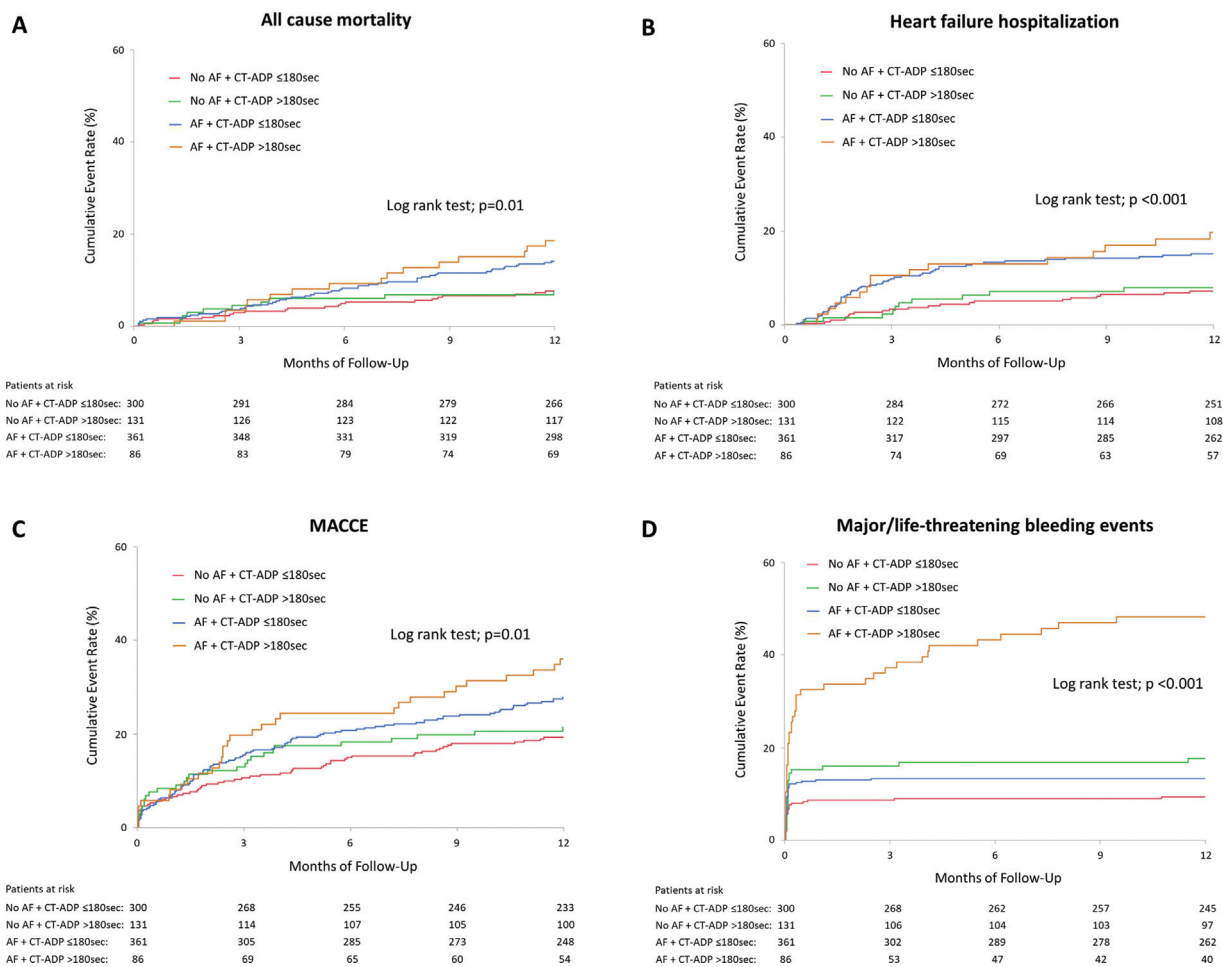 A
All cause mortality
60
40
20
0
Cumulative Event Rate (%)
No AF + CT-ADP ≤180sec
No AF + CT-ADP >180sec
AF + CT-ADP ≤180sec
AF + CT-ADP >180sec
Log rank test; p=0.01
0 3 6 9 12
Months of Follow-Up
Patients at risk
No AF + CT-ADP ≤180sec: 300 291 284 279 266
No AF + CT-ADP >180sec: 131 126 123 122 117
AF + CT-ADP ≤180sec: 361 348 331 319 298
AF + CT-ADP >180sec: 86 83 79 74 69
B
Heart failure hospitalization
60
40
20
0
Cumulative Event Rate (%)
No AF + CT-ADP ≤180sec
No AF + CT-ADP >180sec
AF + CT-ADP ≤180sec
AF + CT-ADP >180sec
Log rank test; p <0.001
0 3 6 9 12
Months of Follow-Up
Patients at risk
No AF + CT-ADP ≤180sec: 300 284 272 266 251
No AF + CT-ADP >180sec: 131 122 115 114 108
AF + CT-ADP ≤180sec: 361 317 297 285 262
AF + CT-ADP >180sec: 86 74 69 63 57
C
MACCE
60
40
20
0
Cumulative Event Rate (%)
No AF + CT-ADP ≤180sec
No AF + CT-ADP >180sec
AF + CT-ADP ≤180sec
AF + CT-ADP >180sec
Log rank test; p=0.01
0 3 6 9 12
Months of Follow-Up
Patients at risk
No AF + CT-ADP ≤180sec: 300 268 255 246 233
No AF + CT-ADP >180sec: 131 114 107 105 100
AF + CT-ADP ≤180sec: 361 305 285 273 248
AF + CT-ADP >180sec: 86 69 65 60 54
D
Major/life-threatening bleeding events
60
40
20
0
Cumulative Event Rate (%)
No AF + CT-ADP ≤180sec
No AF + CT-ADP >180sec
AF + CT-ADP ≤180sec
AF + CT-ADP >180sec
Log rank test; p <0.001
0 3 6 9 12
Months of Follow-Up
Patients at risk
No AF + CT-ADP ≤180sec: 300 268 262 257 245
No AF + CT-ADP >180sec: 131 106 104 103 97
AF + CT-ADP ≤180sec: 361 302 289 278 262
AF + CT-ADP >180sec: 86 53 47 42 40